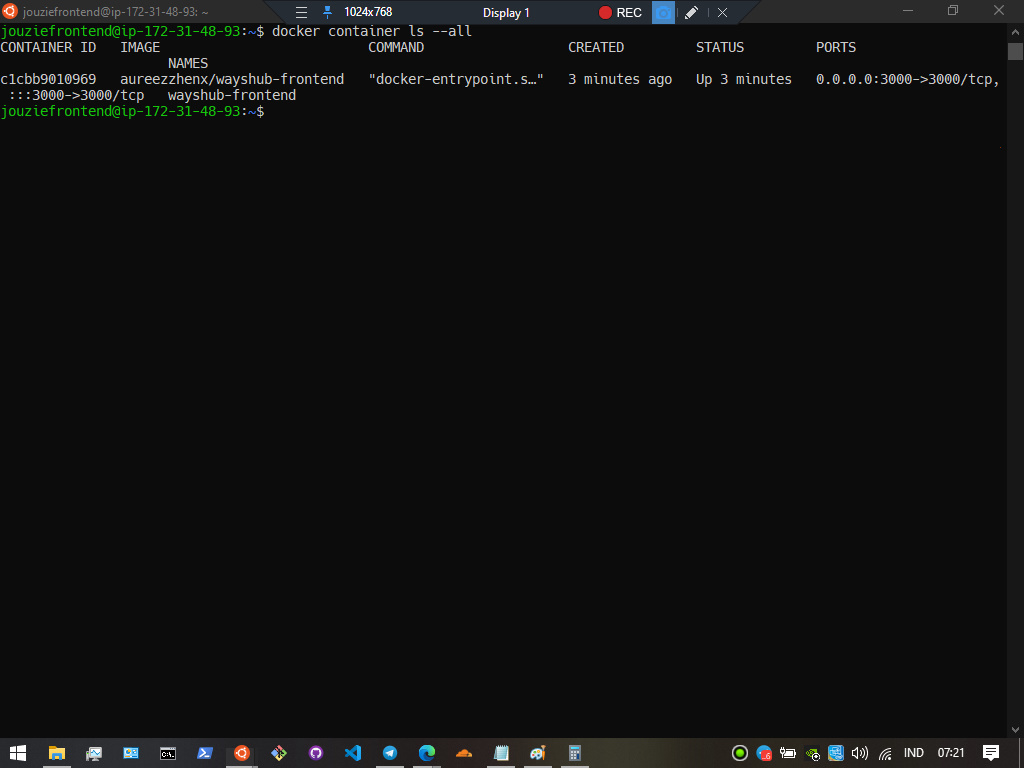 jouziefrontend@ip-172-31-48-93: ~
1024x768
Display 1
REC
jouziefrontend@ip-172-31-48-93:~$ docker container ls --all
CONTAINER ID   IMAGE                          COMMAND                  CREATED         STATUS         PORTS
NAMES
c1cbb9010969   aureezzhenx/wayshub-frontend   "docker-entrypoint.s…"   3 minutes ago   Up 3 minutes   0.0.0.0:3000->3000/tcp,
:::3000->3000/tcp   wayshub-frontend
jouziefrontend@ip-172-31-48-93:~$
IND
07:21